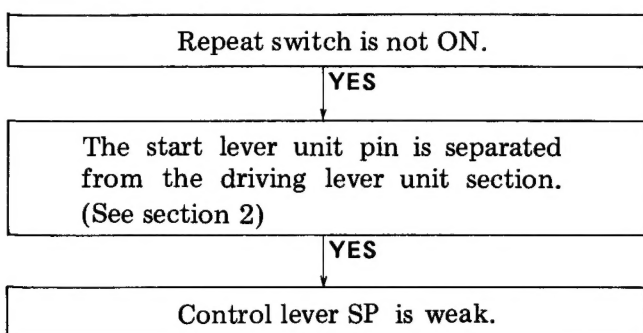 Repeat switch is not ON.
YES
The start lever unit pin is separated
from the driving lever unit section.
(See section 2)
YES
Control lever SP is weak.